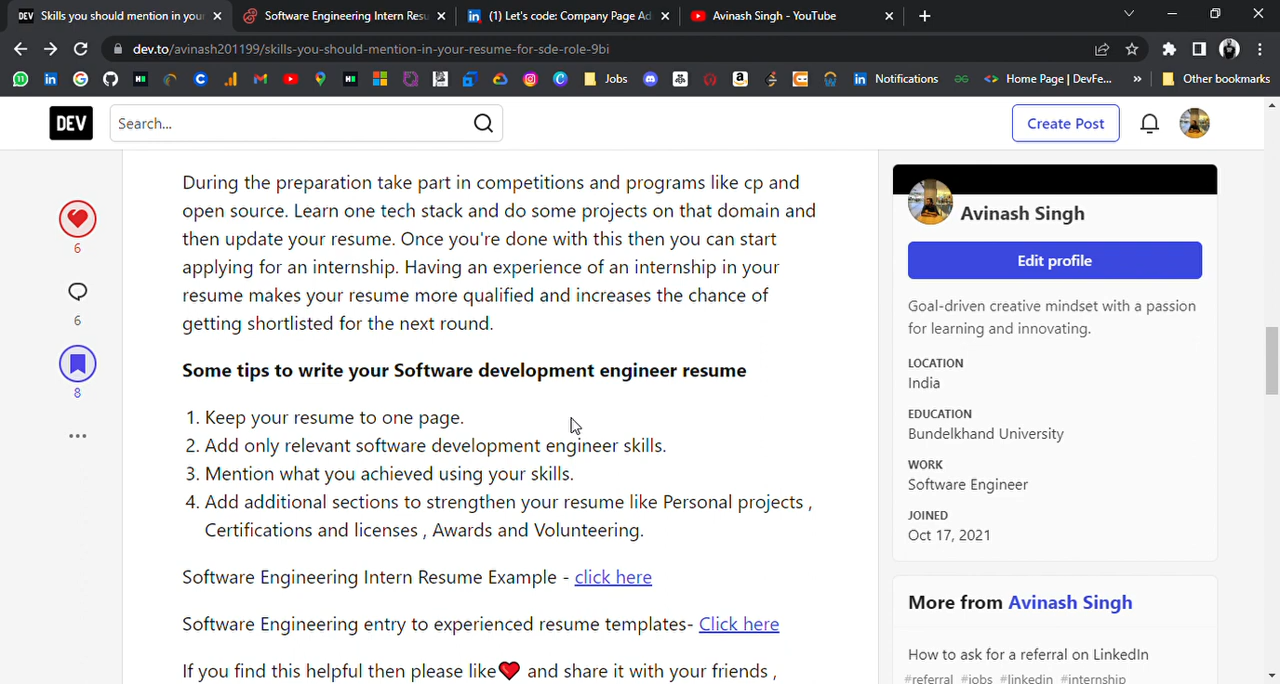 Skills you should mention in your
Software Engineering Intern Resu
(1) Let's code: Company Page Ad
Avinash Singh - YouTube
dev.to/avinash201199/skills-you-should-mention-in-your-resume-for-sde-role-9bi
Jobs
Notifications
Home Page | DevFe...
»
Other bookmarks
DEV
Search...
Create Post
During the preparation take part in competitions and programs like cp and
open source. Learn one tech stack and do some projects on that domain and
then update your resume. Once you're done with this then you can start
applying for an internship. Having an experience of an internship in your
resume makes your resume more qualified and increases the chance of
getting shortlisted for the next round.
Some tips to write your Software development engineer resume
1. Keep your resume to one page.
2. Add only relevant software development engineer skills.
3. Mention what you achieved using your skills.
4. Add additional sections to strengthen your resume like Personal projects ,
Certifications and licenses , Awards and Volunteering.
Software Engineering Intern Resume Example - click here
Software Engineering entry to experienced resume templates- Click here
If you find this helpful then please like❤️ and share it with your friends ,
6
6
8
Avinash Singh
Edit profile
Goal-driven creative mindset with a passion
for learning and innovating.
LOCATION
India
EDUCATION
Bundelkhand University
WORK
Software Engineer
JOINED
Oct 17, 2021
More from Avinash Singh
How to ask for a referral on LinkedIn
#referral #jobs #linkedin #internship